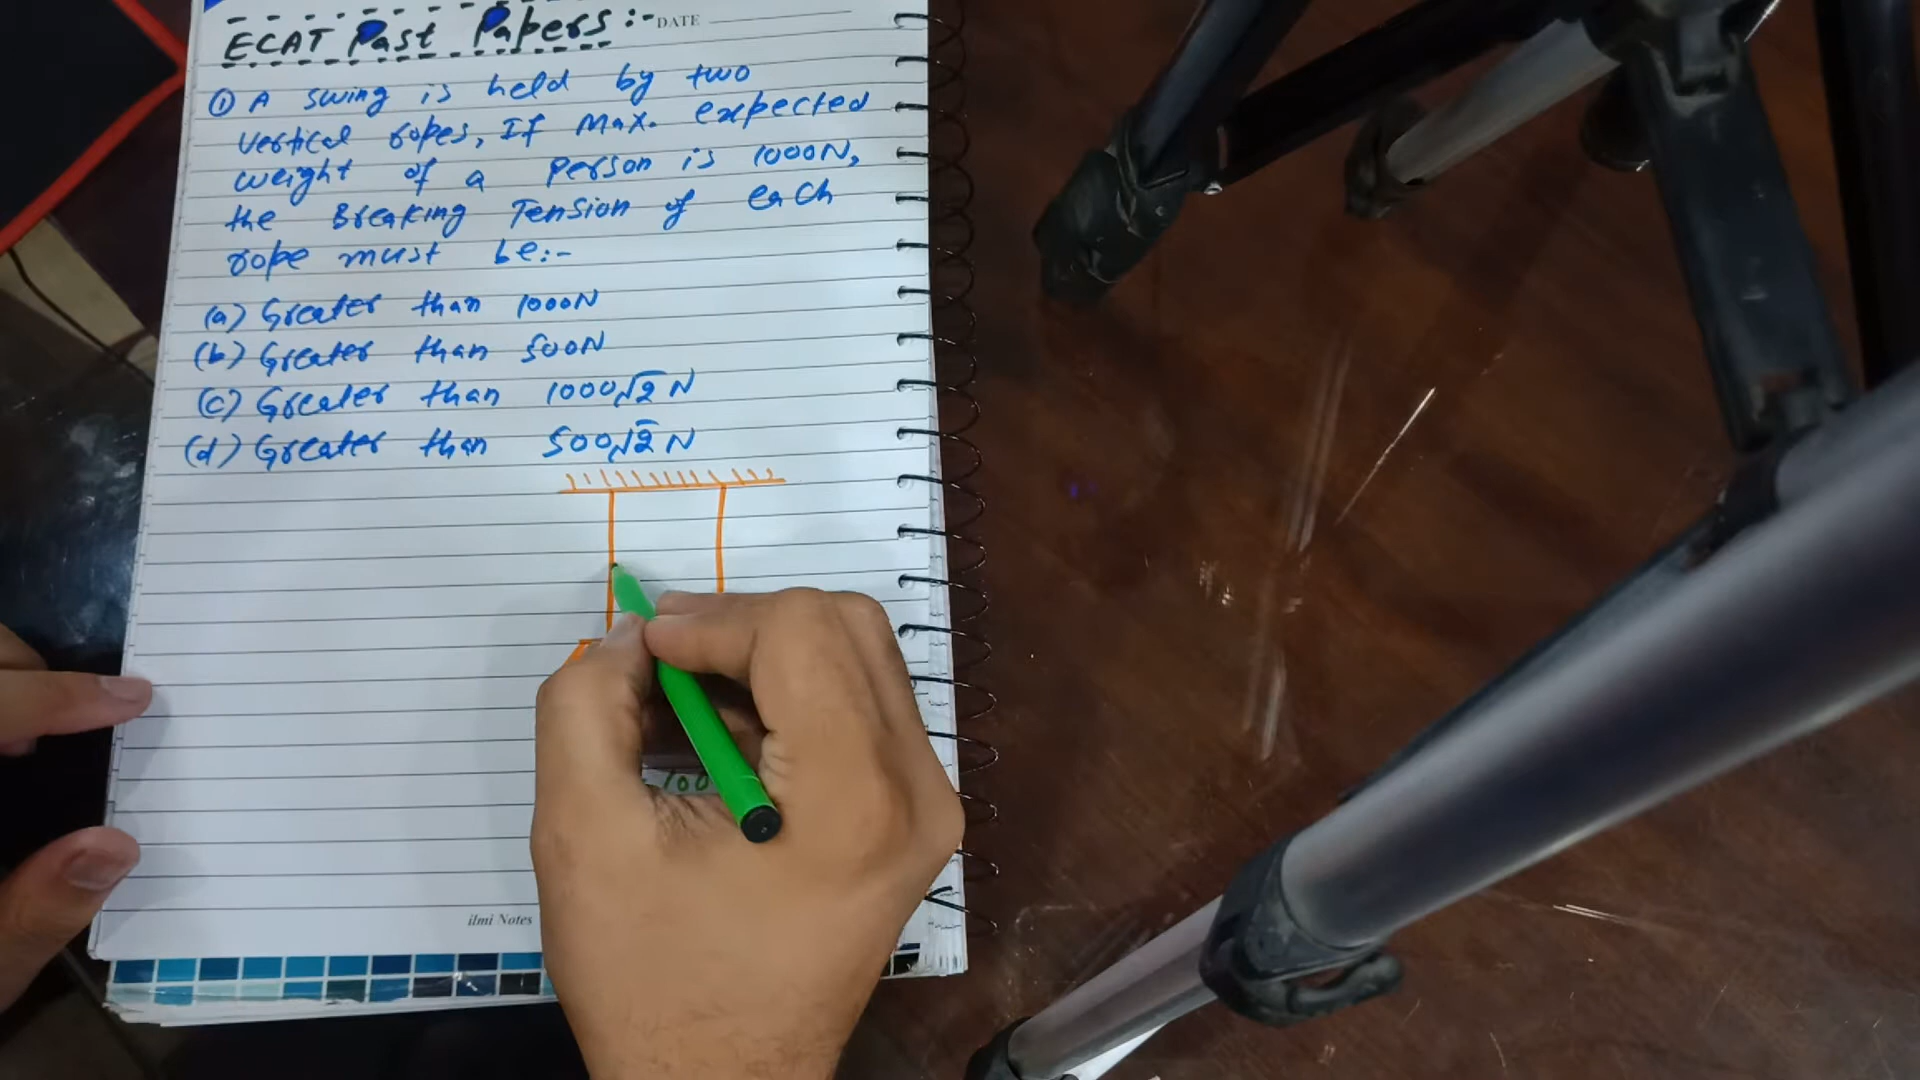 ECAT Past Papers:-
DATE
① A swing is held by two
vertical ropes, If Max. expected
weight of a person is 1000N,
the Breaking Tension of each
rope must be:-
(a) Greater than 1000N
(b) Greater than 500N
(c) Greater than 1000√2 N
(d) Greater than 500√2 N
100
ilmi Notes